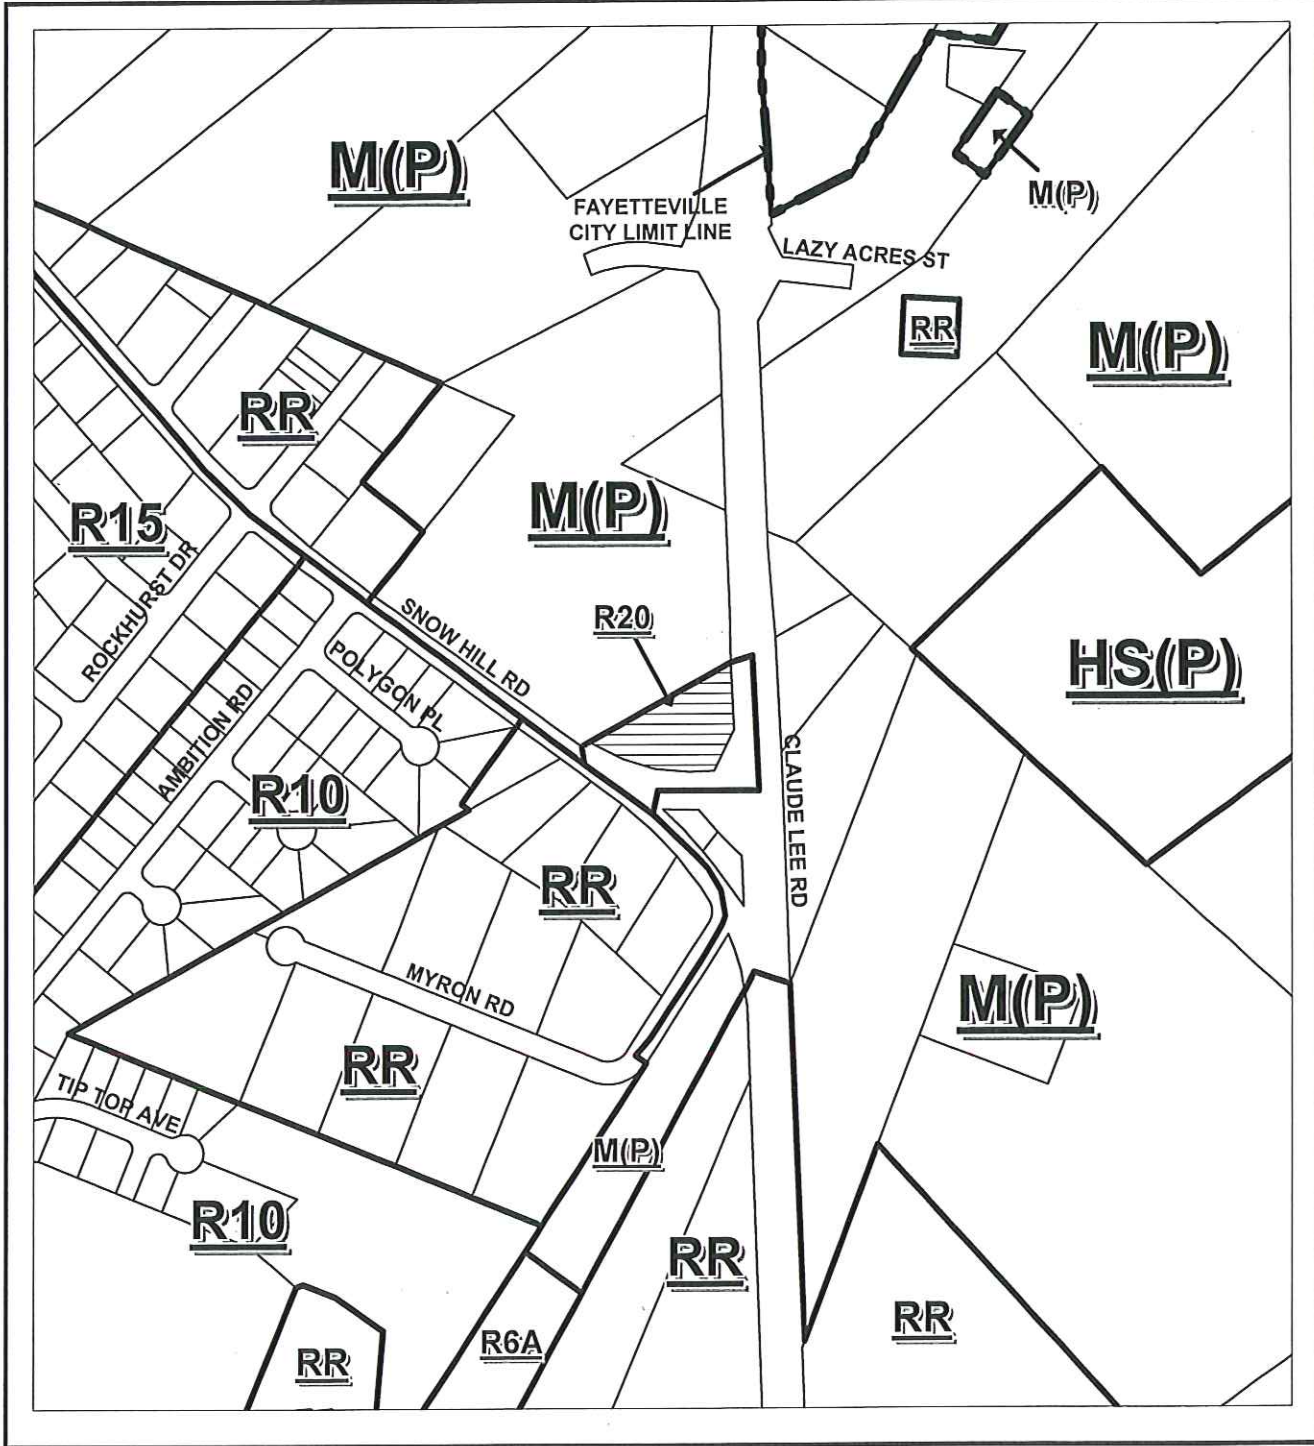 M(P)
M(P)
FAYETTEVILLE
CITY LIMIT LINE
LAZY ACRES ST
RR
M(P)
RR
R15
M(P)
ROCKHURST DR
SNOW HILL RD
R20
POLYGON PL
HS(P)
AMBITION RD
R10
CLAUDE LEE RD
RR
MYRON RD
M(P)
RR
TIP TOP AVE
M(P)
R10
RR
R6A
RR
RR